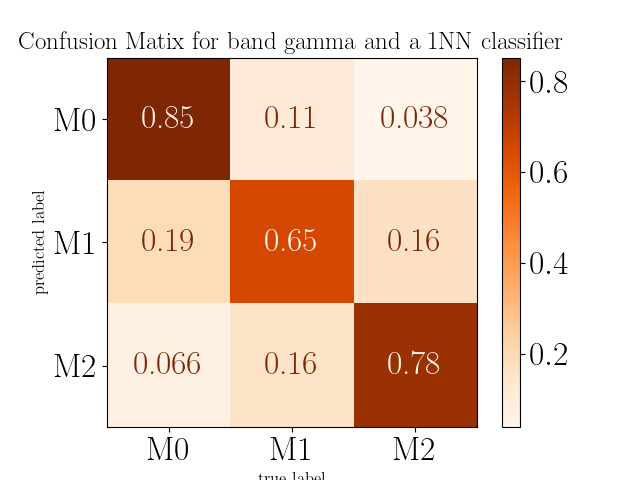 Confusion Matix for band gamma and a 1NN classifier
M0 0.85 0.11 0.038
M1 0.19 0.65 0.16
M2 0.066 0.16 0.78
M0 M1 M2
predicted label
true label
0.8
0.6
0.4
0.2